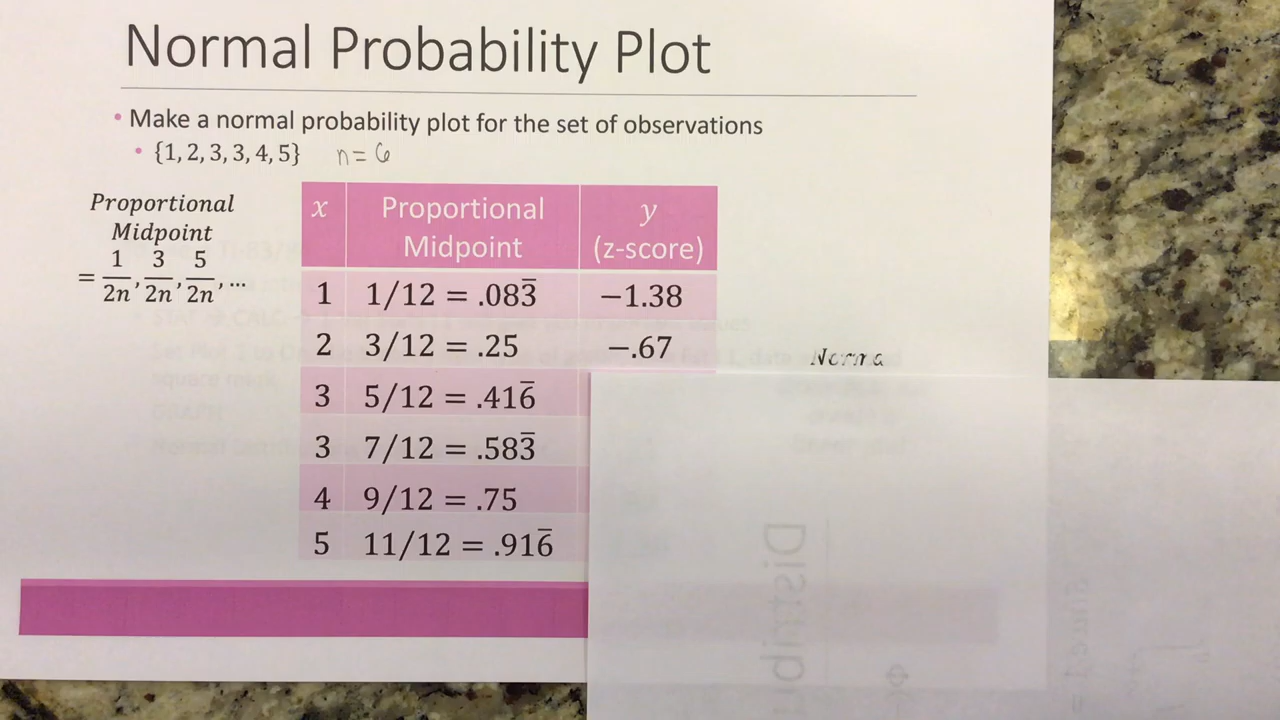 Normal Probability Plot
• Make a normal probability plot for the set of observations
• {1, 2, 3, 3, 4, 5} n = 6
Proportional
Midpoint
= 1/2n, 3/2n, 5/2n, ...
x Proportional Midpoint y (z-score)
1 1/12 = .083̅ −1.38
2 3/12 = .25 −.67
3 5/12 = .416̅
3 7/12 = .583̅
4 9/12 = .75
5 11/12 = .916̅
Norma